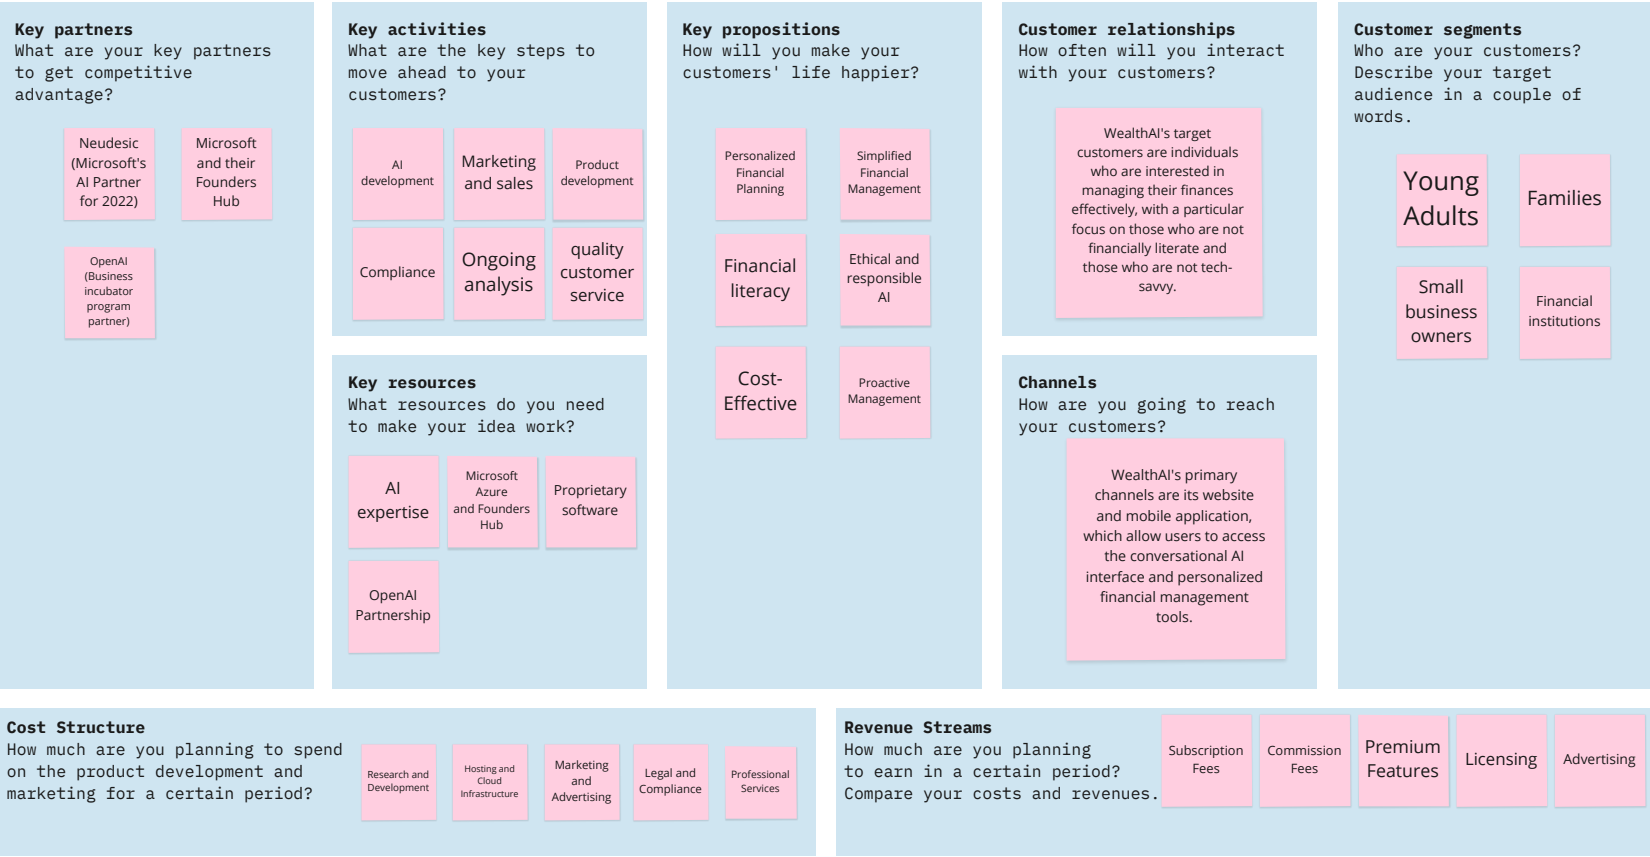 Key partners
What are your key partners
to get competitive
advantage?
Neudesic
(Microsoft's
AI Partner
for 2022)
Microsoft
and their
Founders
Hub
OpenAI
(Business
incubator
program
partner)
Key activities
What are the key steps to
move ahead to your
customers?
AI
development
Marketing
and sales
Product
development
Compliance
Ongoing
analysis
quality
customer
service
Key resources
What resources do you need
to make your idea work?
AI
expertise
Microsoft
Azure
and Founders
Hub
Proprietary
software
OpenAI
Partnership
Key propositions
How will you make your
customers' life happier?
Personalized
Financial
Planning
Simplified
Financial
Management
Financial
literacy
Ethical and
responsible
AI
Cost-
Effective
Proactive
Management
Customer relationships
How often will you interact
with your customers?
WealthAI's target
customers are individuals
who are interested in
managing their finances
effectively, with a particular
focus on those who are not
financially literate and
those who are not tech-
savvy.
Channels
How are you going to reach
your customers?
WealthAI's primary
channels are its website
and mobile application,
which allow users to access
the conversational AI
interface and personalized
financial management
tools.
Customer segments
Who are your customers?
Describe your target
audience in a couple of
words.
Young
Adults
Families
Small
business
owners
Financial
institutions
Cost Structure
How much are you planning to spend
on the product development and
marketing for a certain period?
Research and
Development
Hosting and
Cloud
Infrastructure
Marketing
and
Advertising
Legal and
Compliance
Professional
Services
Revenue Streams
How much are you planning
to earn in a certain period?
Compare your costs and revenues.
Subscription
Fees
Commission
Fees
Premium
Features
Licensing
Advertising